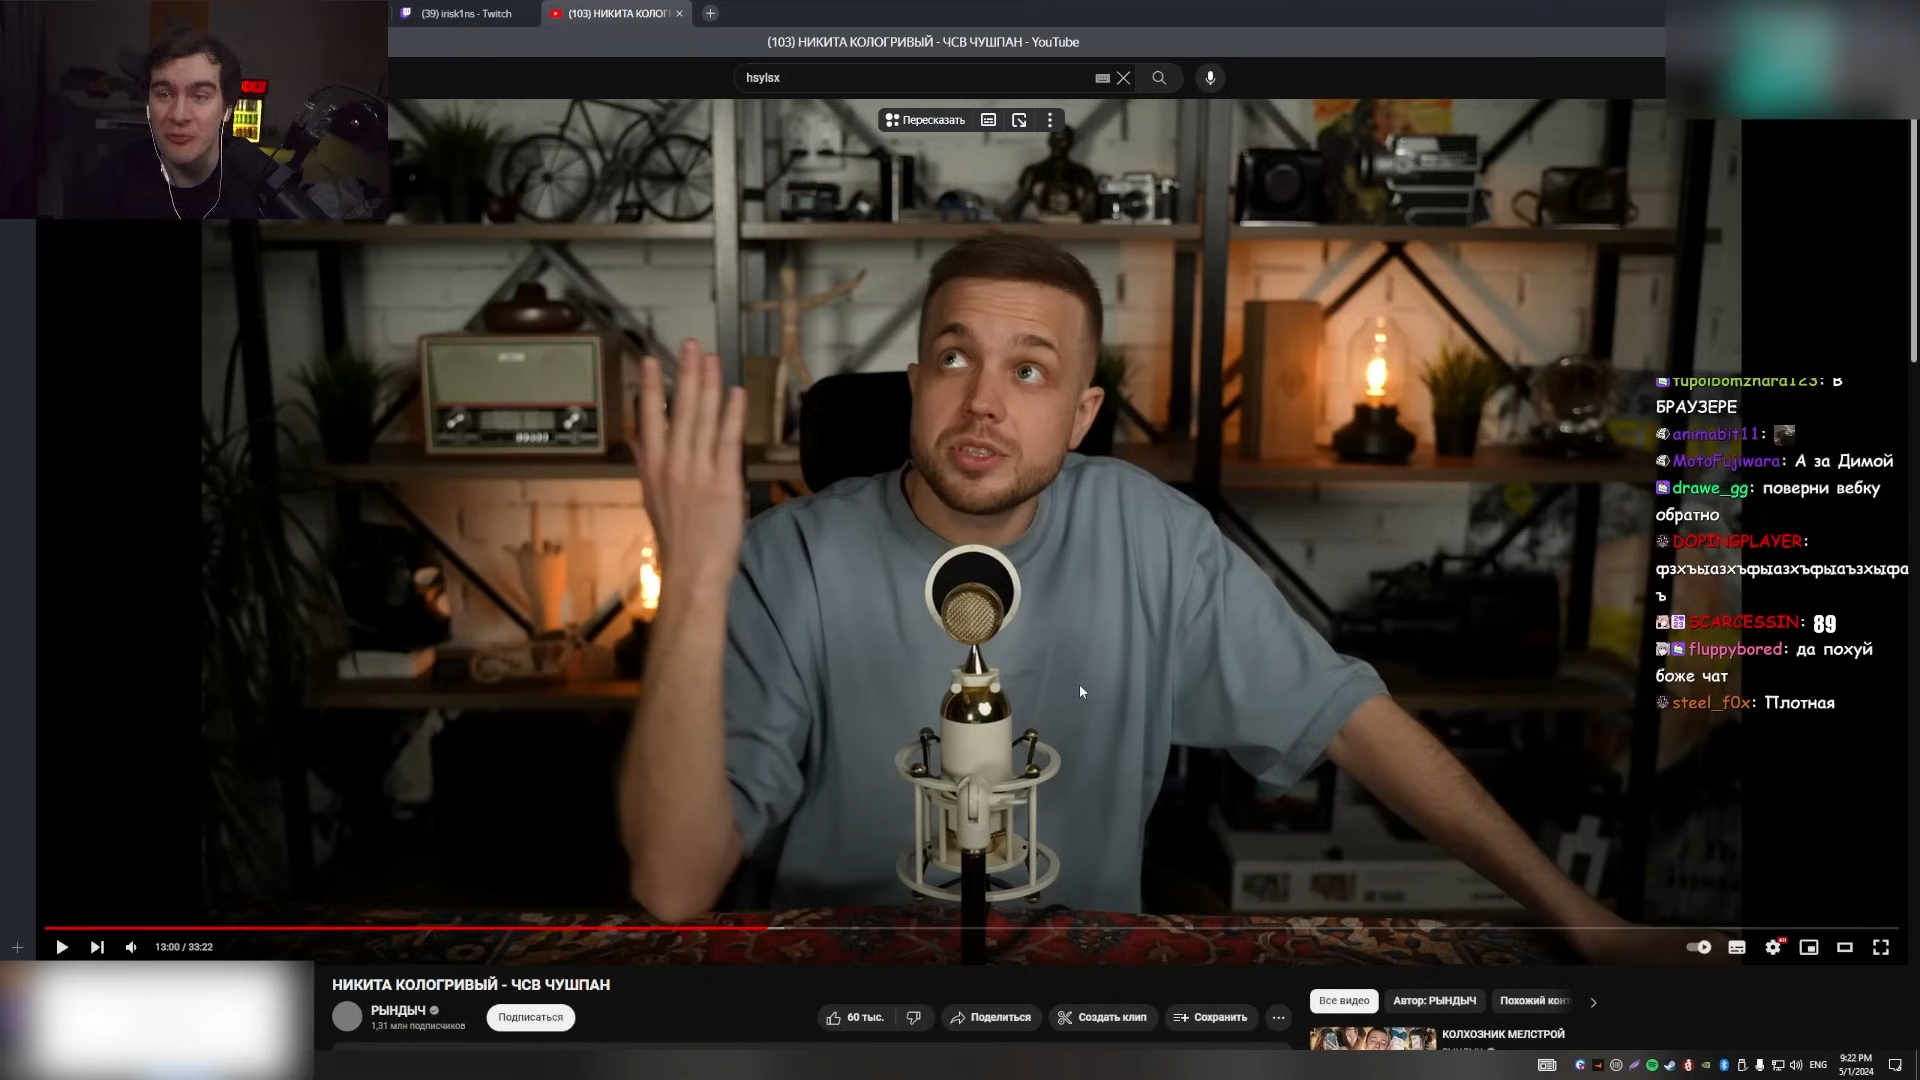 (39) irisk1ns - Twitch
(103) НИКИТА КОЛОГ
(103) НИКИТА КОЛОГРИВЫЙ - ЧСВ ЧУШПАН - YouTube
hsylsx
Пересказать
tupoibomzhara123: В
БРАУЗЕРЕ
animabit11:
MotoFujiwara: А за Димой
drawe_gg: поверни вебку
обратно
DOPINGPLAYER:
фзхъыазхъфыазхъфыаъзхыфа
ъ
SCARCESSIN: 89
fluppybored: да похуй
боже чат
steel_f0x: Плотная
13:00 / 33:22
НИКИТА КОЛОГРИВЫЙ - ЧСВ ЧУШПАН
РЫНДЫЧ
1,31 млн подписчиков
Подписаться
60 тыс.
Поделиться
Создать клип
Сохранить
Все видео
Автор: РЫНДЫЧ
Похожий конт
КОЛХОЗНИК МЕЛСТРОЙ
ENG
9:22 PM
5/1/2024